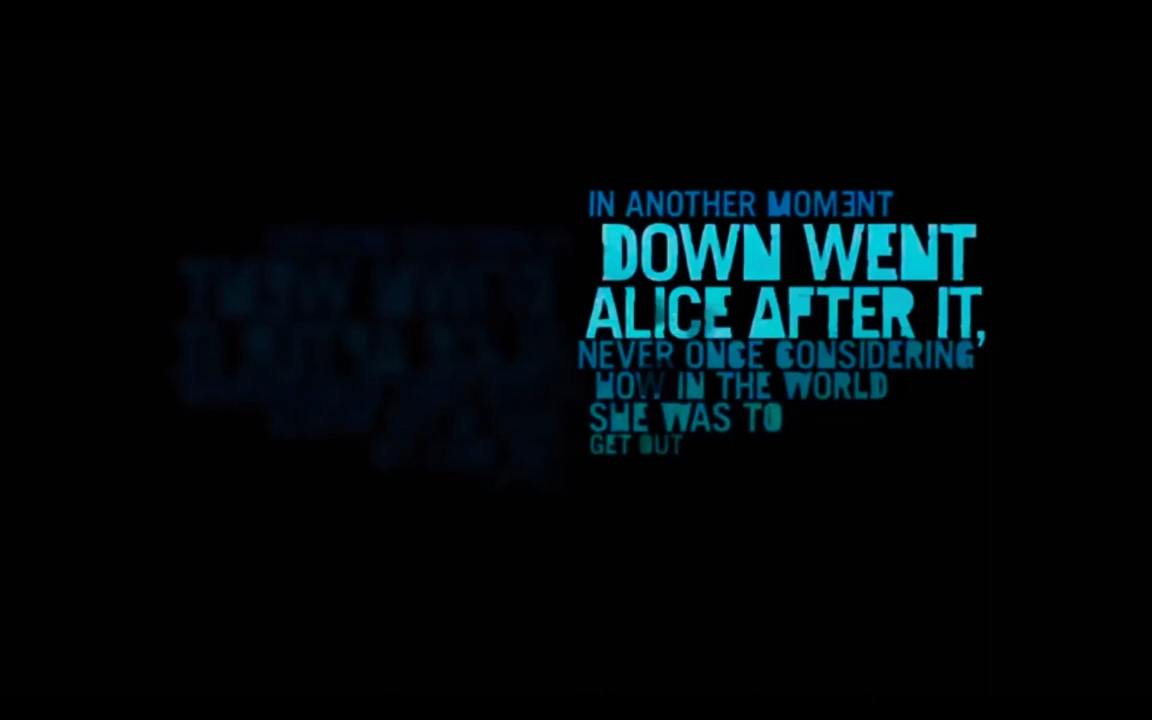 IN ANOTHER MOMENT
DOWN WENT
ALICE AFTER IT,
NEVER ONCE CONSIDERING
HOW IN THE WORLD
SHE WAS TO
GET OUT